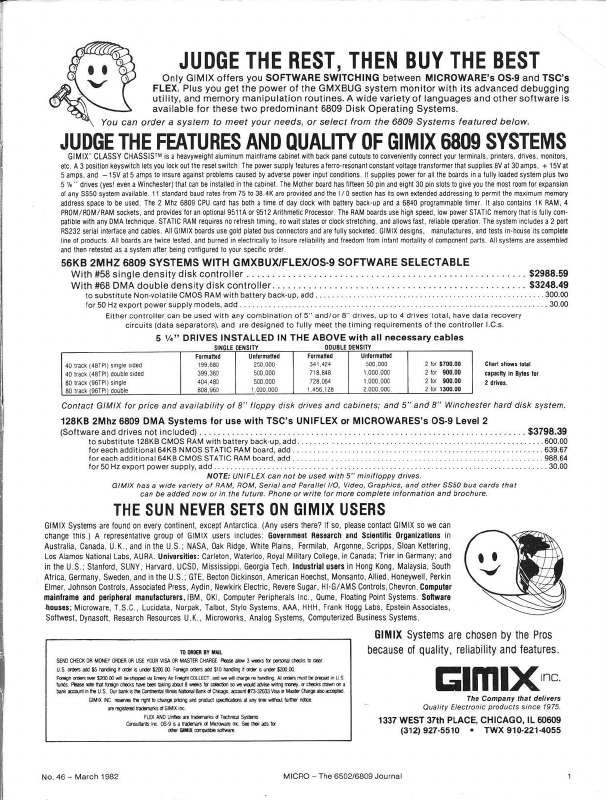 JUDGE THE REST, THEN BUY THE BEST
Only GIMIX offers you SOFTWARE SWITCHING between MICROWARE's OS-9 and TSC's
FLEX. Plus you get the power of the GMXBUG system monitor with its advanced debugging
utility, and memory manipulation routines. A wide variety of languages and other software is
available for these two predominant 6809 Disk Operating Systems.
You can order a system to meet your needs, or select from the 6809 Systems featured below.
JUDGE THE FEATURES AND QUALITY OF GIMIX 6809 SYSTEMS
GIMIX' CLASSY CHASSIS™ is a heavyweight aluminum mainframe cabinet with back panel cutouts to conveniently connect your terminals, printers, drives, monitors,
etc. A 3 position keyswitch lets you lock out the reset switch. The power supply features a ferro-resonant constant voltage transformer that supplies 8V at 30 amps, + 15V at
5 amps, and – 15V at 5 amps to insure against problems caused by adverse power input conditions. It supplies power for all the boards in a fully loaded system plus two
5 ¼" drives (yes! even a Winchester) that can be installed in the cabinet. The Mother board has fifteen 50 pin and eight 30 pin slots to give you the most room for expansion
of any SS50 system available. 11 standard baud rates from 75 to 38.4K are provided and the I/O section has its own extended addressing to permit the maximum memory
address space to be used. The 2 Mhz 6809 CPU card has both a time of day clock with battery back-up and a 6840 programmable timer. It also contains 1K RAM, 4
PROM/ROM/RAM sockets, and provides for an optional 9511A or 9512 Arithmetic Processor. The RAM boards use high speed, low power STATIC memory that is fully com-
patible with any DMA technique. STATIC RAM requires no refresh timing, no wait states or clock stretching, and allows fast, reliable operation. The system includes a 2 port
RS232 serial interface and cables. All GIMIX boards use gold plated bus connectors and are fully socketed. GIMIX designs, manufactures, and tests in-house its complete
line of products. All boards are twice tested, and burned in electrically to insure reliability and freedom from infant mortality of component parts. All systems are assembled
and then retested as a system after being configured to your specific order.
56KB 2MHZ 6809 SYSTEMS WITH GMXBUG/FLEX/OS-9 SOFTWARE SELECTABLE
With #58 single density disk controller . . . $2988.59
With #68 DMA double density disk controller . . . $3248.49
to substitute Non-volatile CMOS RAM with battery back-up, add . . . 300.00
for 50 Hz export power supply models, add . . . 30.00
Either controller can be used with any combination of 5" and/or 8" drives, up to 4 drives total, have data recovery
circuits (data separators), and are designed to fully meet the timing requirements of the controller I.C.s.
5 ¼" DRIVES INSTALLED IN THE ABOVE with all necessary cables
SINGLE DENSITY DOUBLE DENSITY
Formatted Unformatted Formatted Unformatted
40 track (48TPI) single sided 199,680 250,000 341,424 500,000 2 for $700.00
40 track (48TPI) double sided 399,360 500,000 718,848 1,000,000 2 for 900.00
80 track (96TPI) single 404,480 500,000 728,064 1,000,000 2 for 900.00
80 track (96TPI) double 808,960 1,000,000 1,456,128 2,000,000 2 for 1300.00
Chart shows total
capacity in Bytes for
2 drives.
Contact GIMIX for price and availability of 8" floppy disk drives and cabinets; and 5" and 8" Winchester hard disk system.
128KB 2Mhz 6809 DMA Systems for use with TSC's UNIFLEX or MICROWARES's OS-9 Level 2
(Software and drives not included) . . . $3798.39
to substitute 128KB CMOS RAM with battery back-up, add . . . 600.00
for each additional 64KB NMOS STATIC RAM board, add . . . 639.67
for each additional 64KB CMOS STATIC RAM board, add . . . 988.64
for 50 Hz export power supply, add . . . 30.00
NOTE: UNIFLEX can not be used with 5" minifloppy drives.
GIMIX has a wide variety of RAM, ROM, Serial and Parallel I/O, Video, Graphics, and other SS50 bus cards that
can be added now or in the future. Phone or write for more complete information and brochure.
THE SUN NEVER SETS ON GIMIX USERS
GIMIX Systems are found on every continent, except Antarctica. (Any users there? If so, please contact GIMIX so we can
change this.) A representative group of GIMIX users includes: Government Research and Scientific Organizations in
Australia, Canada, U.K., and in the U.S.; NASA, Oak Ridge, White Plains, Fermilab, Argonne, Scripps, Sloan Kettering,
Los Alamos National Labs, AURA. Universities: Carleton, Waterloo, Royal Military College, in Canada; Trier in Germany; and
in the U.S.; Stanford, SUNY, Harvard, UCSD, Mississippi, Georgia Tech. Industrial users in Hong Kong, Malaysia, South
Africa, Germany, Sweden, and in the U.S.; GTE, Becton Dickinson, American Hoechst, Monsanto, Allied, Honeywell, Perkin
Elmer, Johnson Controls, Associated Press, Aydin, Newkirk Electric, Revere Sugar, HI-G/AMS Controls, Chevron. Computer
mainframe and peripheral manufacturers, IBM, OKI, Computer Peripherals Inc., Qume, Floating Point Systems. Software
houses; Microware, T.S.C., Lucidata, Norpak, Talbot, Stylo Systems, AAA, HHH, Frank Hogg Labs, Epstein Associates,
Softwest, Dynasoft, Research Resources U.K., Microworks, Analog Systems, Computerized Business Systems.
TO ORDER BY MAIL
SEND CHECK OR MONEY ORDER OR USE YOUR VISA OR MASTER CHARGE. Please allow 3 weeks for personal checks to clear.
U.S. orders add $5 handling if order is under $200.00. Foreign orders add $10 handling if order is under $200.00.
Foreign orders over $200.00 will be shipped via Emery Air Freight COLLECT, and we will charge no handling. All orders must be prepaid in U.S.
funds. Please note that foreign checks have been taking about 8 weeks for collection so we would advise wiring money, or checks drawn on a
bank account in the U.S. Our bank is the Continental Illinois National Bank of Chicago, account #73-32033 Visa or Master Charge also accepted.
GIMIX INC. reserves the right to change pricing and product specifications at any time without further notice.
are registered trademarks of GIMIX Inc.
FLEX AND Uniflex are trademarks of Technical Systems
Consultants Inc. OS-9 is a trademark of Microware Inc. See their ads for
other GIMIX compatible software
GIMIX Systems are chosen by the Pros
because of quality, reliability and features.
GIMIX INC.
The Company that delivers
Quality Electronic products since 1975.
1337 WEST 37th PLACE, CHICAGO, IL 60609
(312) 927-5510 • TWX 910-221-4055
No. 46 – March 1982 MICRO – The 6502/6809 Journal 1